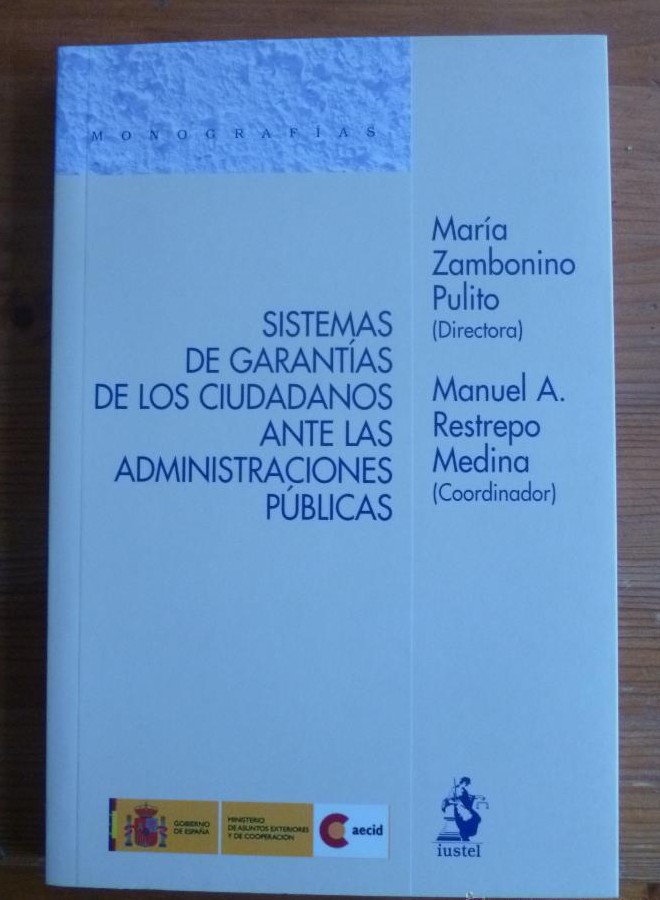 MONOGRAFÍAS
SISTEMAS
DE GARANTÍAS
DE LOS CIUDADANOS
ANTE LAS
ADMINISTRACIONES
PÚBLICAS
María
Zambonino
Pulito
(Directora)
Manuel A.
Restrepo
Medina
(Coordinador)
GOBIERNO
DE ESPAÑA
MINISTERIO
DE ASUNTOS EXTERIORES
Y DE COOPERACIÓN
aecid
iustel